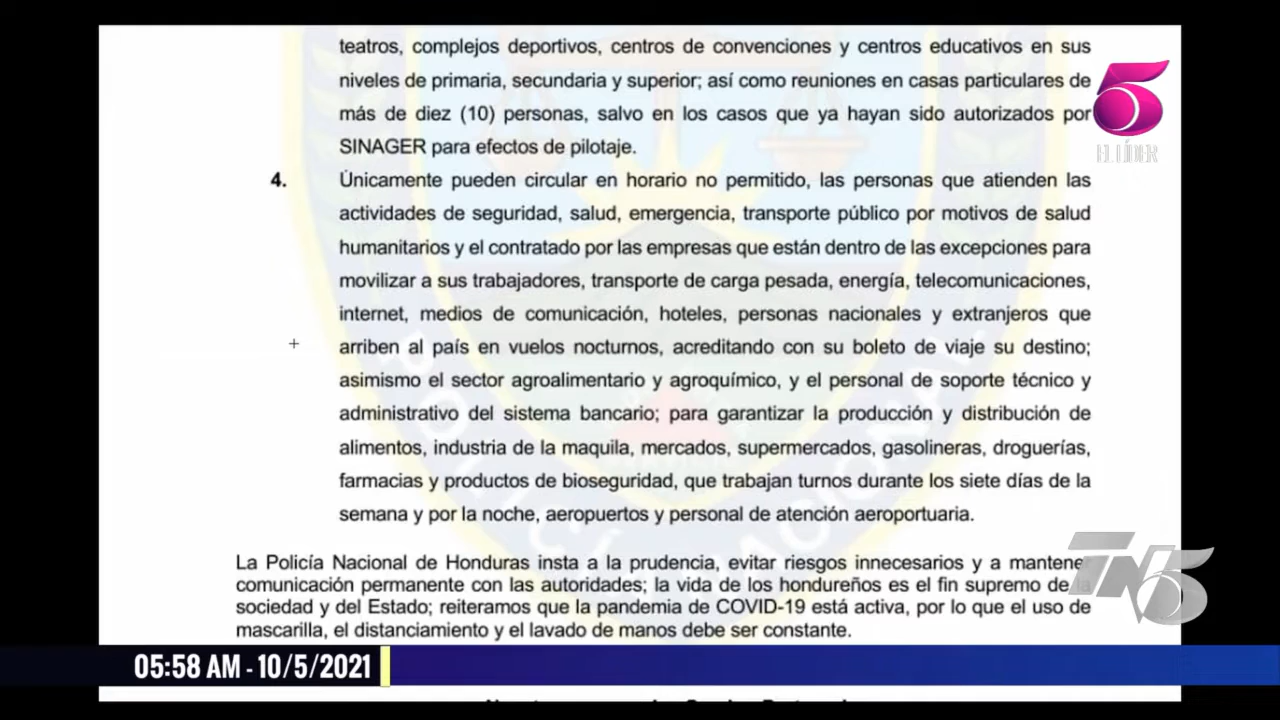 teatros, complejos deportivos, centros de convenciones y centros educativos en sus
niveles de primaria, secundaria y superior; así como reuniones en casas particulares de
más de diez (10) personas, salvo en los casos que ya hayan sido autorizados por
SINAGER para efectos de pilotaje.
5
EL LÍDER
4. Únicamente pueden circular en horario no permitido, las personas que atienden las
actividades de seguridad, salud, emergencia, transporte público por motivos de salud
humanitarios y el contratado por las empresas que están dentro de las excepciones para
movilizar a sus trabajadores, transporte de carga pesada, energía, telecomunicaciones,
internet, medios de comunicación, hoteles, personas nacionales y extranjeros que
arriben al país en vuelos nocturnos, acreditando con su boleto de viaje su destino;
asimismo el sector agroalimentario y agroquímico, y el personal de soporte técnico y
administrativo del sistema bancario; para garantizar la producción y distribución de
alimentos, industria de la maquila, mercados, supermercados, gasolineras, droguerías,
farmacias y productos de bioseguridad, que trabajan turnos durante los siete días de la
semana y por la noche, aeropuertos y personal de atención aeroportuaria.
POLICÍA NACIONAL
La Policía Nacional de Honduras insta a la prudencia, evitar riesgos innecesarios y a mantener
comunicación permanente con las autoridades; la vida de los hondureños es el fin supremo de la
sociedad y del Estado; reiteramos que la pandemia de COVID-19 está activa, por lo que el uso de
mascarilla, el distanciamiento y el lavado de manos debe ser constante.
TN5
05:58 AM - 10/5/2021